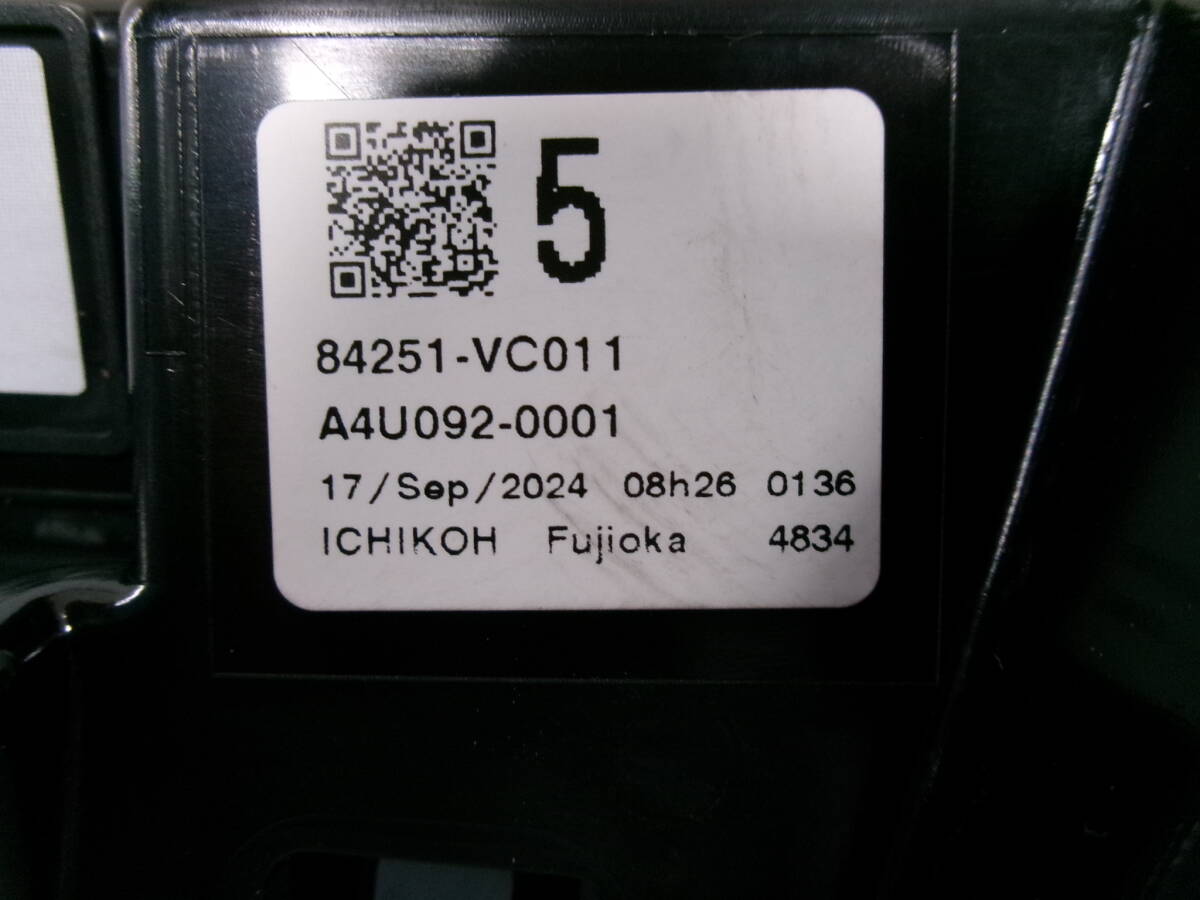 5
84251-VC011
A4U092-0001
17/Sep/2024 08h26 0136
ICHIKOH Fujioka 4834